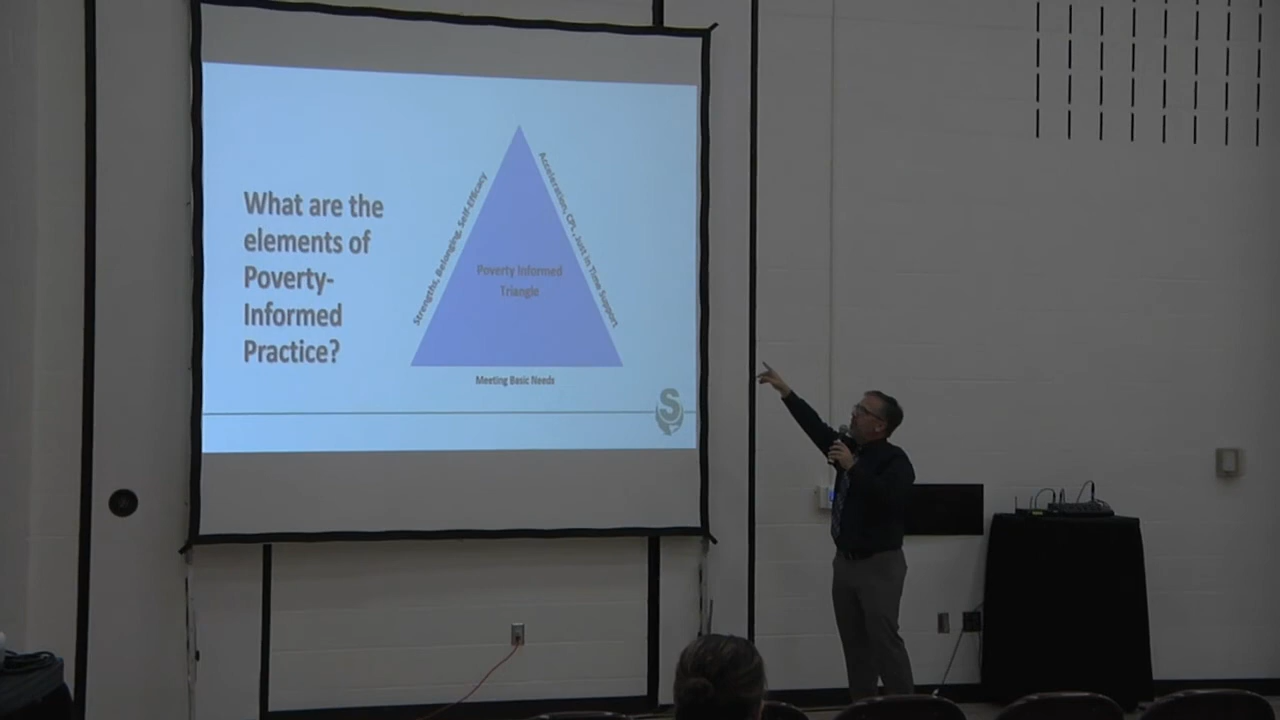 What are the
elements of
Poverty-
Informed
Practice?
Strengths, Belonging, Self-Efficacy
Acceleration, CPL, Just In Time Support
Poverty Informed
Triangle
Meeting Basic Needs
S